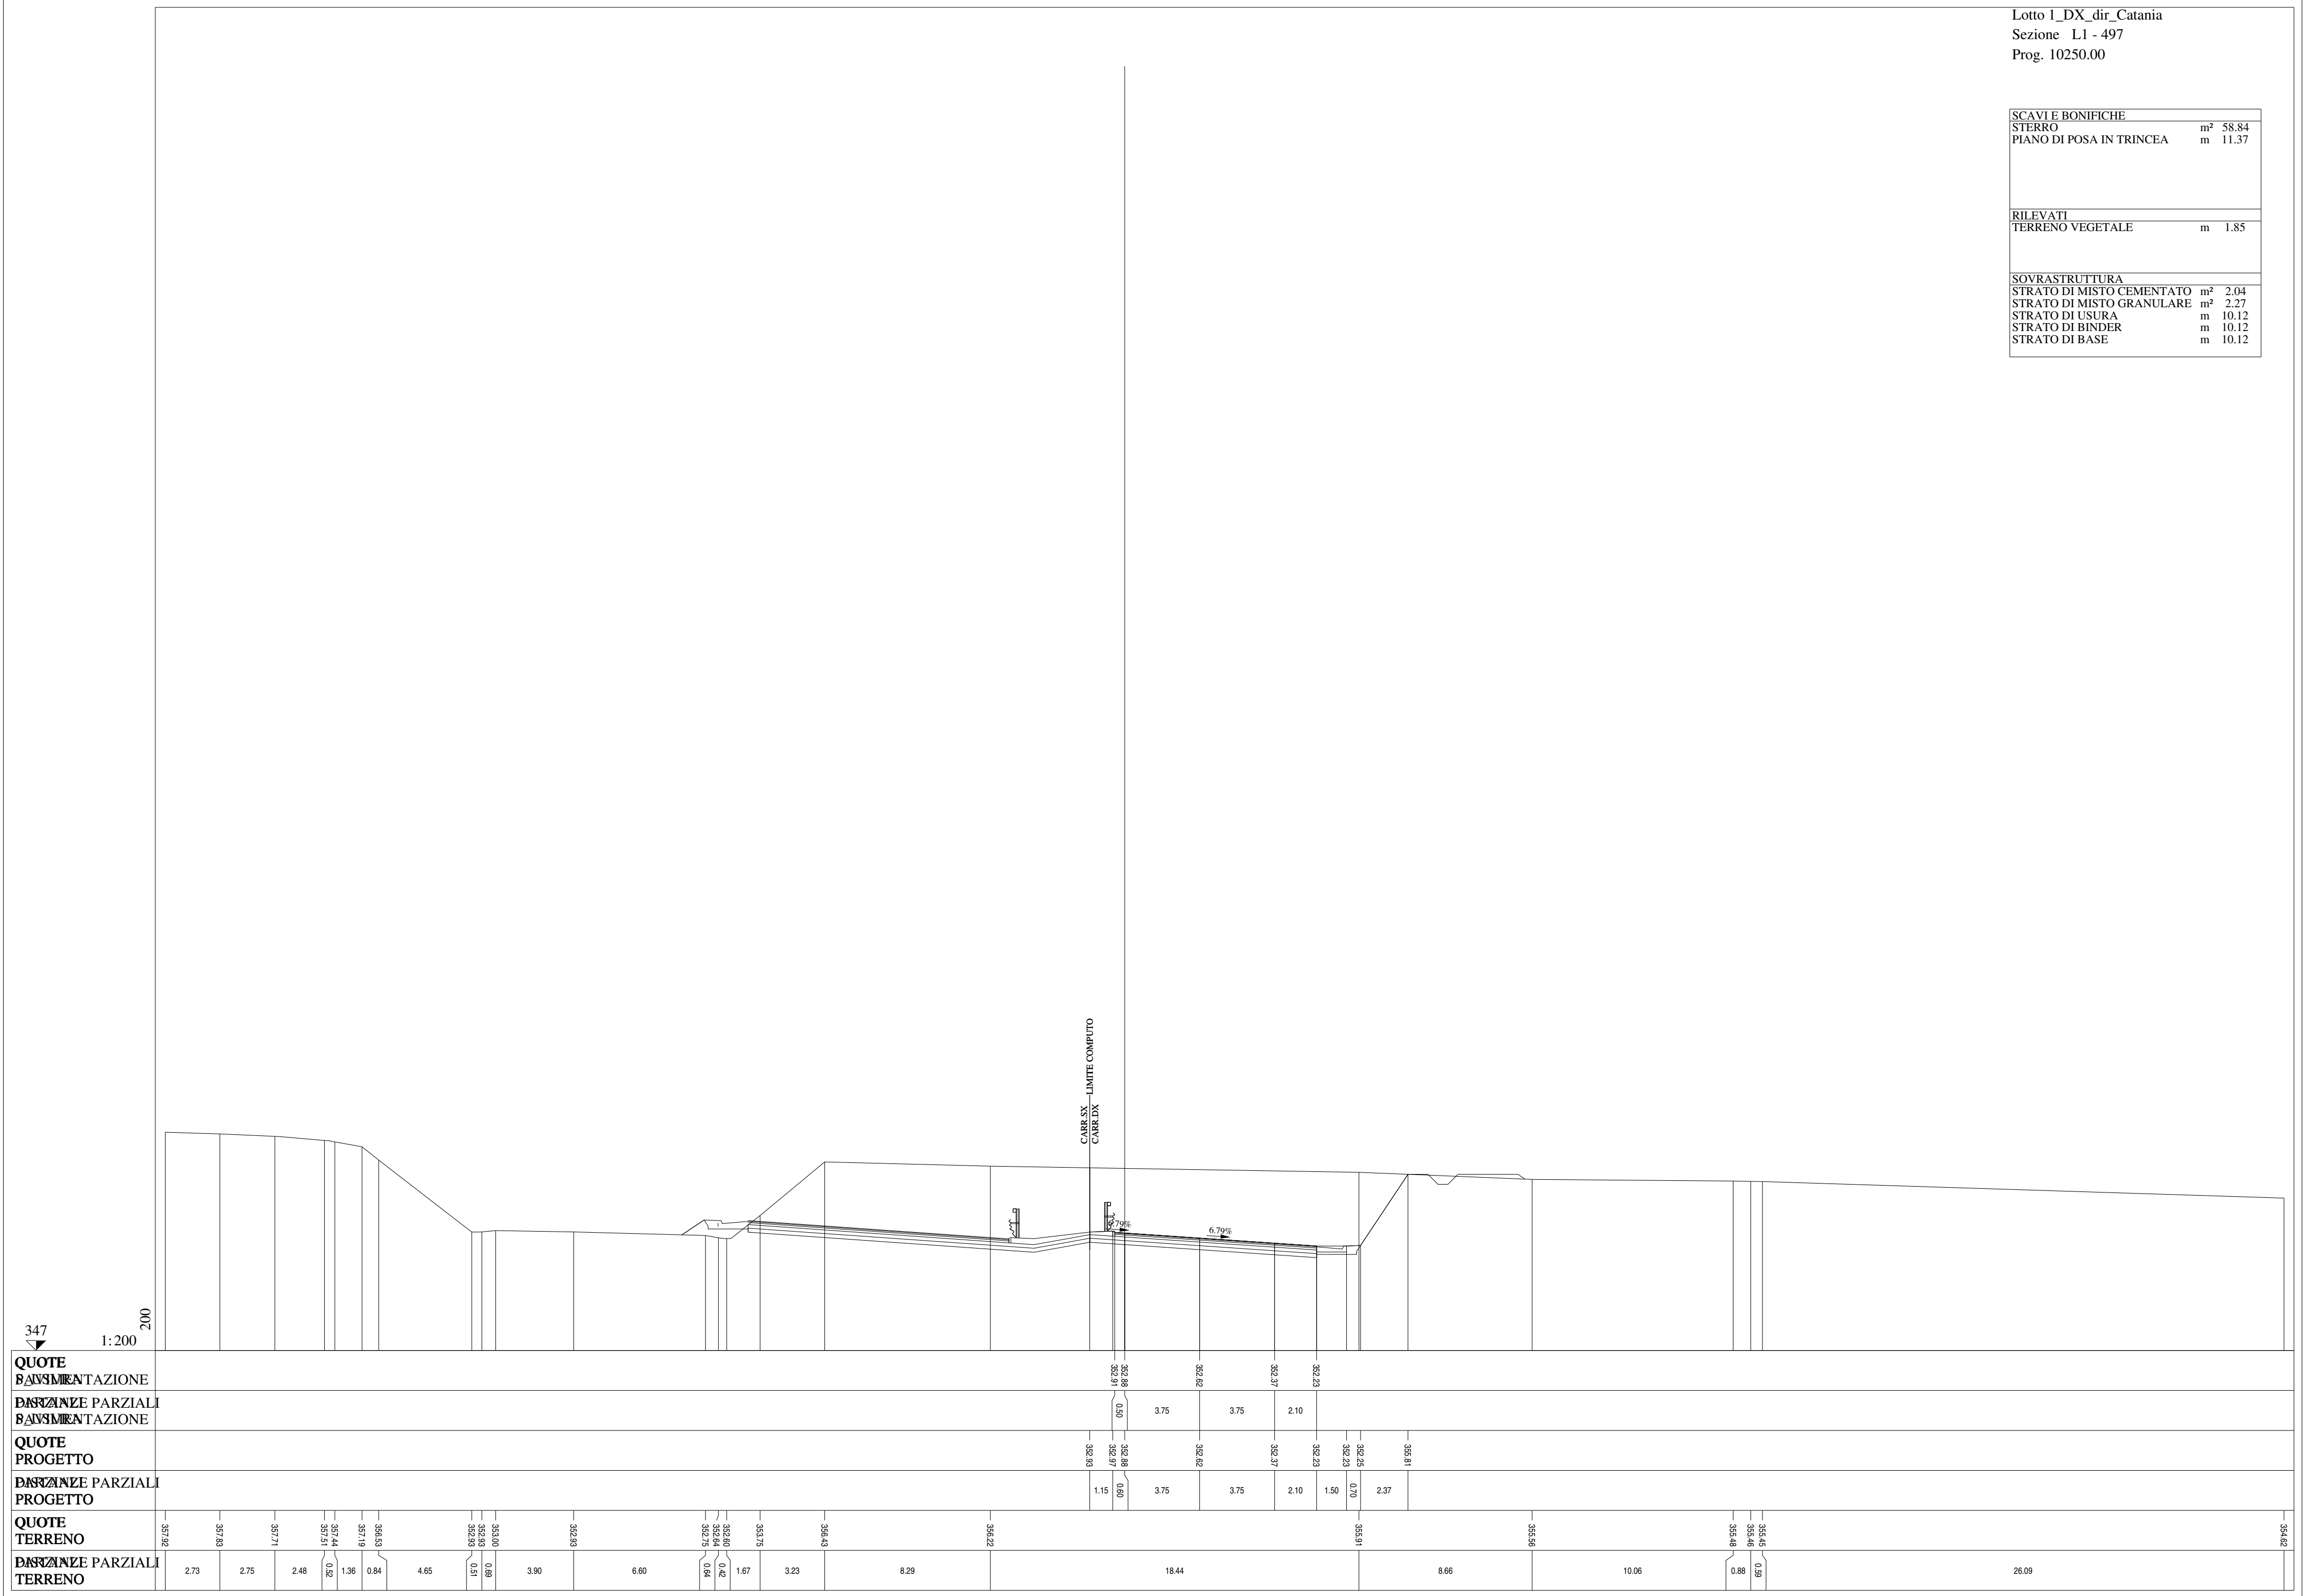 Lotto 1_DX_dir_Catania
Sezione L1 - 497
Prog. 10250.00
SCAVI E BONIFICHE
STERRO m² 58.84
PIANO DI POSA IN TRINCEA m 11.37
RILEVATI
TERRENO VEGETALE m 1.85
SOVRASTRUTTURA
STRATO DI MISTO CEMENTATO m² 2.04
STRATO DI MISTO GRANULARE m² 2.27
STRATO DI USURA m 10.12
STRATO DI BINDER m 10.12
STRATO DI BASE m 10.12
LIMITE COMPUTO
CARR.SX
CARR.DX
6.79%
6.79%
200
347
1:200
QUOTE
352.91 352.88 352.62 352.37 352.23
PARZIALI
0.50 3.75 3.75 2.10
QUOTE
PROGETTO
352.93 352.97 352.88 352.62 352.37 352.23 352.23 352.25 355.81
PARZIALI
PROGETTO
1.15 0.60 3.75 3.75 2.10 1.50 0.70 2.37
QUOTE
TERRENO
357.92 357.83 357.71 357.51 357.44 357.19 356.53 352.93 352.93 353.00 352.93 352.75 352.64 352.60 353.75 356.43 356.22 355.91 355.56 355.48 355.46 355.45 354.62
PARZIALI
TERRENO
2.73 2.75 2.48 0.52 1.36 0.84 4.65 0.51 0.69 3.90 6.60 0.64 0.42 1.67 3.23 8.29 18.44 8.66 10.06 0.88 0.59 26.09